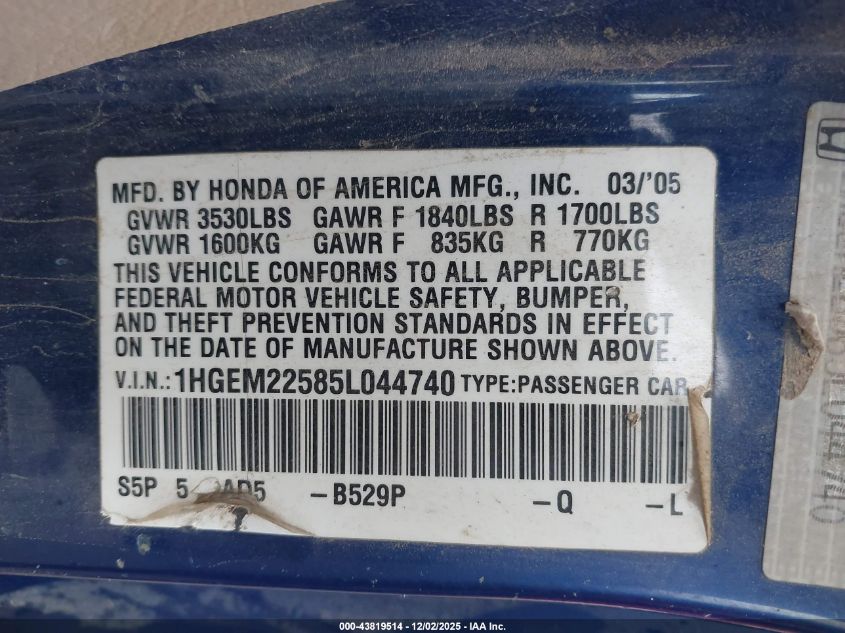 MFD. BY HONDA OF AMERICA MFG., INC. 03/'05
GVWR 3530LBS GAWR F 1840LBS R 1700LBS
GVWR 1600KG GAWR F 835KG R 770KG
THIS VEHICLE CONFORMS TO ALL APPLICABLE
FEDERAL MOTOR VEHICLE SAFETY, BUMPER,
AND THEFT PREVENTION STANDARDS IN EFFECT
ON THE DATE OF MANUFACTURE SHOWN ABOVE.
V.I.N.: 1HGEM22585L044740 TYPE:PASSENGER CAR
S5P 5 AD5 -B529P -Q -L
000-43819514 - 12/02/2025 - IAA Inc.